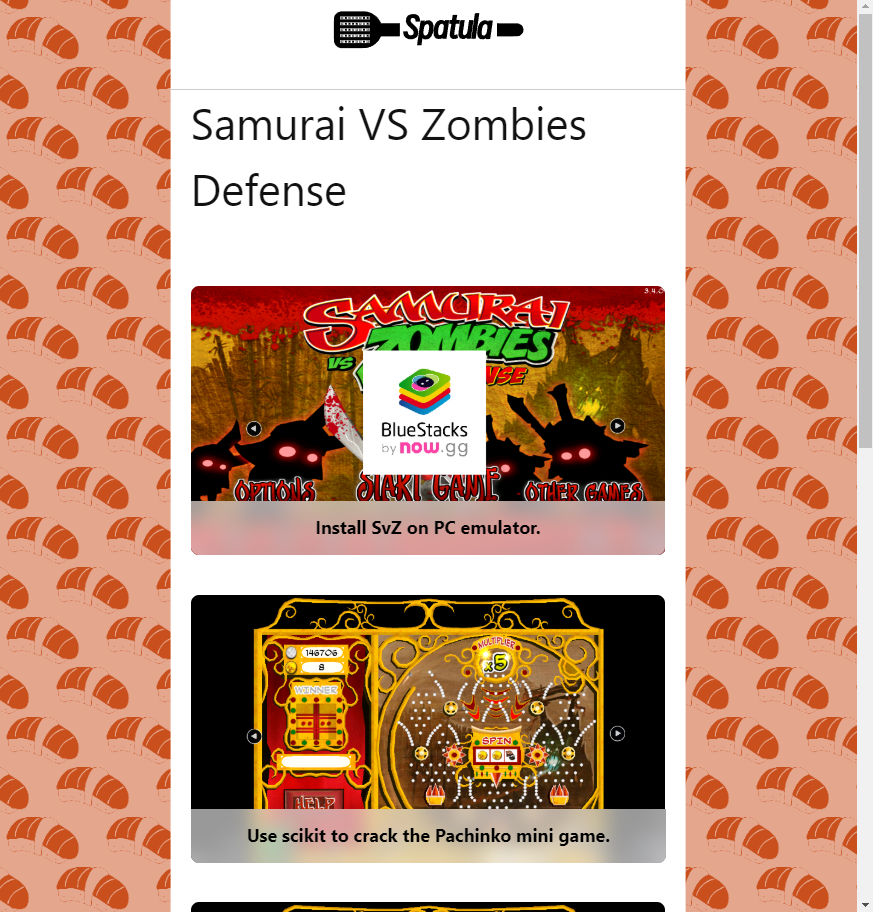 Spatula
Samurai VS Zombies
Defense
3.4.0
SAMURAI
VS ZOMBIES
NSE
BlueStacks
by now.gg
OPTIONS
START GAME
OTHER GAMES
Install SvZ on PC emulator.
MULTIPLIER
x5
146706
8
WINNER
SPIN
HELP
Use scikit to crack the Pachinko mini game.